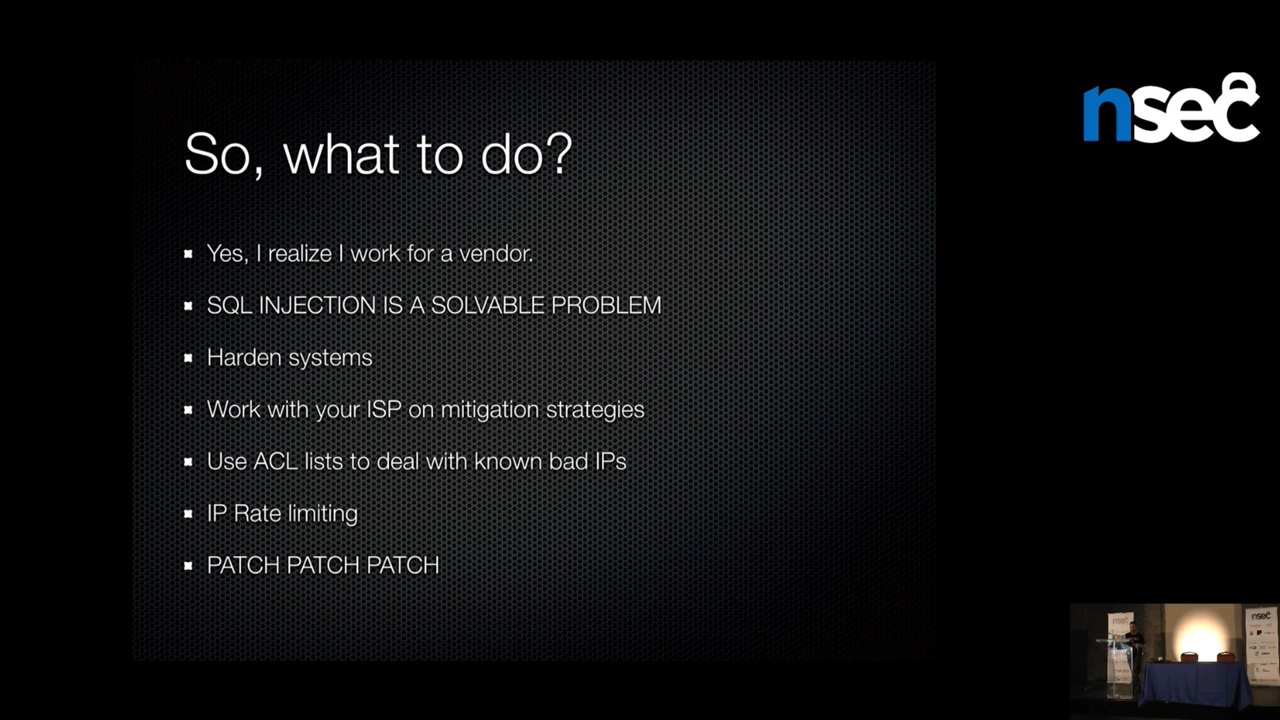 nsec
So, what to do?
Yes, I realize I work for a vendor.
SQL INJECTION IS A SOLVABLE PROBLEM
Harden systems
Work with your ISP on mitigation strategies
Use ACL lists to deal with known bad IPs
IP Rate limiting
PATCH PATCH PATCH
nsec
nsec